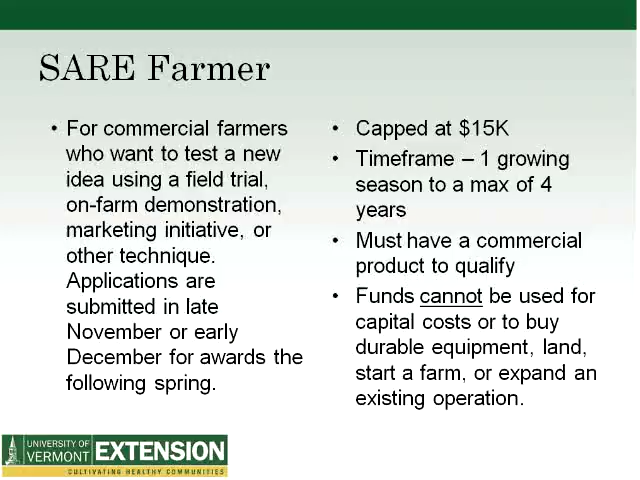 SARE Farmer
• For commercial farmers
who want to test a new
idea using a field trial,
on-farm demonstration,
marketing initiative, or
other technique.
Applications are
submitted in late
November or early
December for awards the
following spring.
• Capped at $15K
• Timeframe – 1 growing
season to a max of 4
years
• Must have a commercial
product to qualify
• Funds cannot be used for
capital costs or to buy
durable equipment, land,
start a farm, or expand an
existing operation.
UNIVERSITY OF
VERMONT EXTENSION
CULTIVATING HEALTHY COMMUNITIES